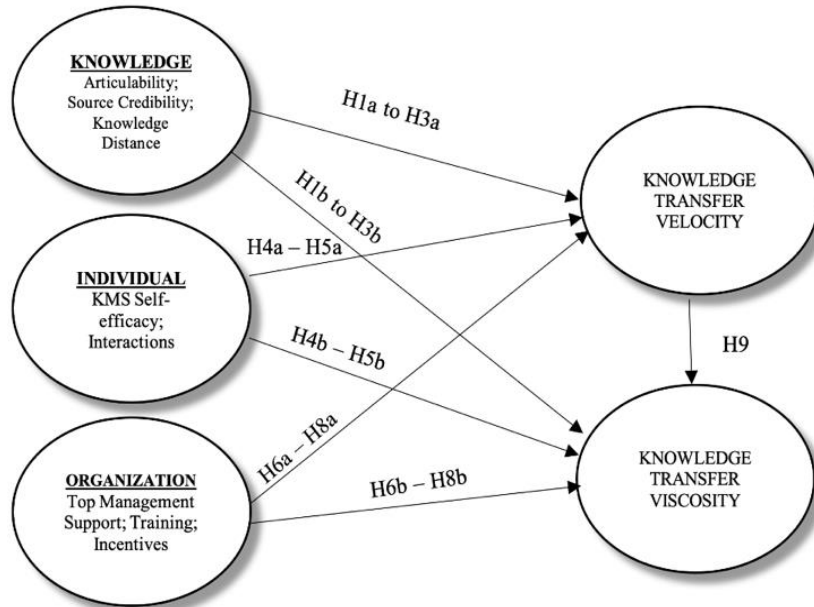 KNOWLEDGE
Articulability;
Source Credibility;
Knowledge
Distance
H1a to H3a
KNOWLEDGE
TRANSFER
VELOCITY
H1b to H3b
H4a – H5a
INDIVIDUAL
KMS Self-
efficacy;
Interactions
H4b – H5b
H9
H6a – H8a
ORGANIZATION
Top Management
Support; Training;
Incentives
H6b – H8b
KNOWLEDGE
TRANSFER
VISCOSITY